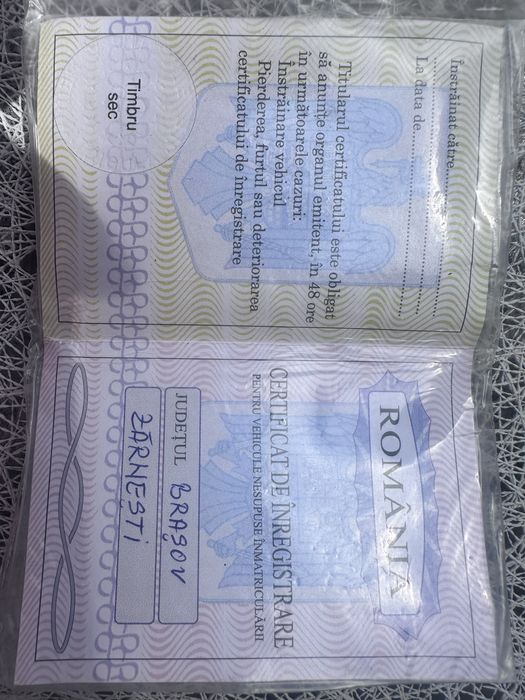 Înstrăinat către
La data de
Titularul certificatului este obligat
să anunțe organul emitent, în 48 ore
în următoarele cazuri:
Înstrăinare vehicul
Pierderea, furtul sau deteriorarea
certificatului de înregistrare
Timbru
sec
ROMÂNIA
CERTIFICAT DE ÎNREGISTRARE
PENTRU VEHICULE NESUPUSE ÎNMATRICULĂRII
JUDEȚUL BRAȘOV
ZĂRNEȘTI